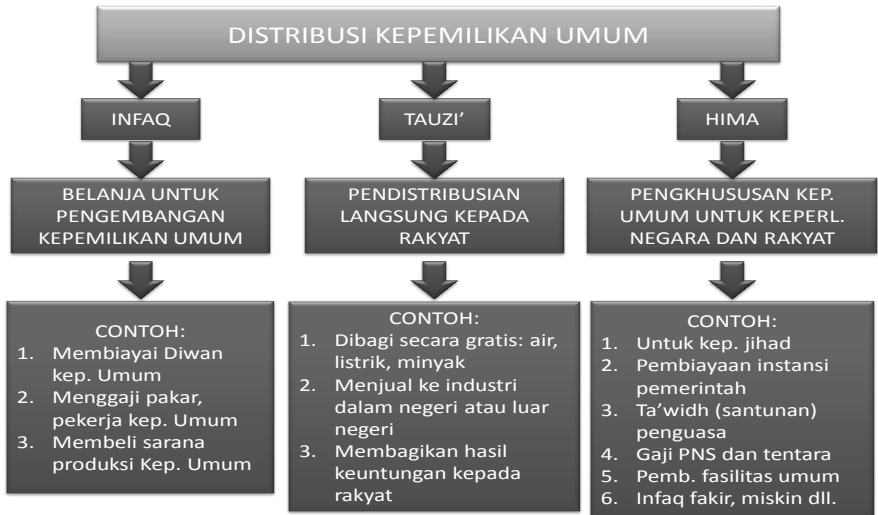 DISTRIBUSI KEPEMILIKAN UMUM
INFAQ
BELANJA UNTUK
PENGEMBANGAN
KEPEMILIKAN UMUM
CONTOH:
1. Membiayai Diwan
kep. Umum
2. Menggaji pakar,
pekerja kep. Umum
3. Membeli sarana
produksi Kep. Umum
TAUZI’
PENDISTRIBUSIAN
LANGSUNG KEPADA
RAKYAT
CONTOH:
1. Dibagi secara gratis: air,
listrik, minyak
2. Menjual ke industri
dalam negeri atau luar
negeri
3. Membagikan hasil
keuntungan kepada
rakyat
HIMA
PENGKHUSUSAN KEP.
UMUM UNTUK KEPERL.
NEGARA DAN RAKYAT
CONTOH:
1. Untuk kep. jihad
2. Pembiayaan instansi
pemerintah
3. Ta’widh (santunan)
penguasa
4. Gaji PNS dan tentara
5. Pemb. fasilitas umum
6. Infaq fakir, miskin dll.